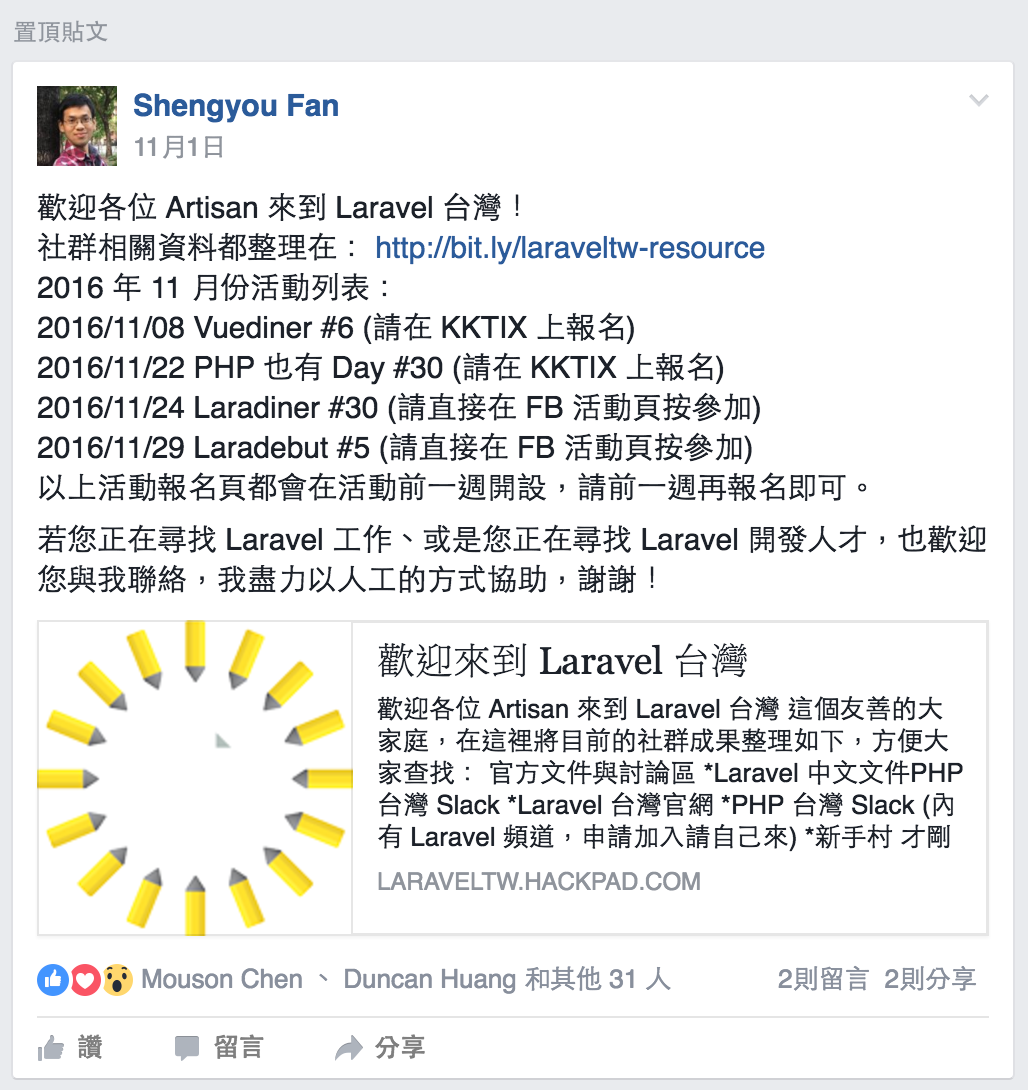 置頂貼文
Shengyou Fan
11月1日
歡迎各位 Artisan 來到 Laravel 台灣！
社群相關資料都整理在： http://bit.ly/laraveltw-resource
2016 年 11 月份活動列表：
2016/11/08 Vuediner #6 (請在 KKTIX 上報名)
2016/11/22 PHP 也有 Day #30 (請在 KKTIX 上報名)
2016/11/24 Laradiner #30 (請直接在 FB 活動頁按參加)
2016/11/29 Laradebut #5 (請直接在 FB 活動頁按參加)
以上活動報名頁都會在活動前一週開設，請前一週再報名即可。
若您正在尋找 Laravel 工作、或是您正在尋找 Laravel 開發人才，也歡迎
您與我聯絡，我盡力以人工的方式協助，謝謝！
歡迎來到 Laravel 台灣
歡迎各位 Artisan 來到 Laravel 台灣 這個友善的大
家庭，在這裡將目前的社群成果整理如下，方便大
家查找： 官方文件與討論區 *Laravel 中文文件PHP
台灣 Slack *Laravel 台灣官網 *PHP 台灣 Slack (內
有 Laravel 頻道，申請加入請自己來) *新手村 才剛
LARAVELTW.HACKPAD.COM
Mouson Chen 、 Duncan Huang 和其他 31 人
2則留言 2則分享
讚 留言 分享